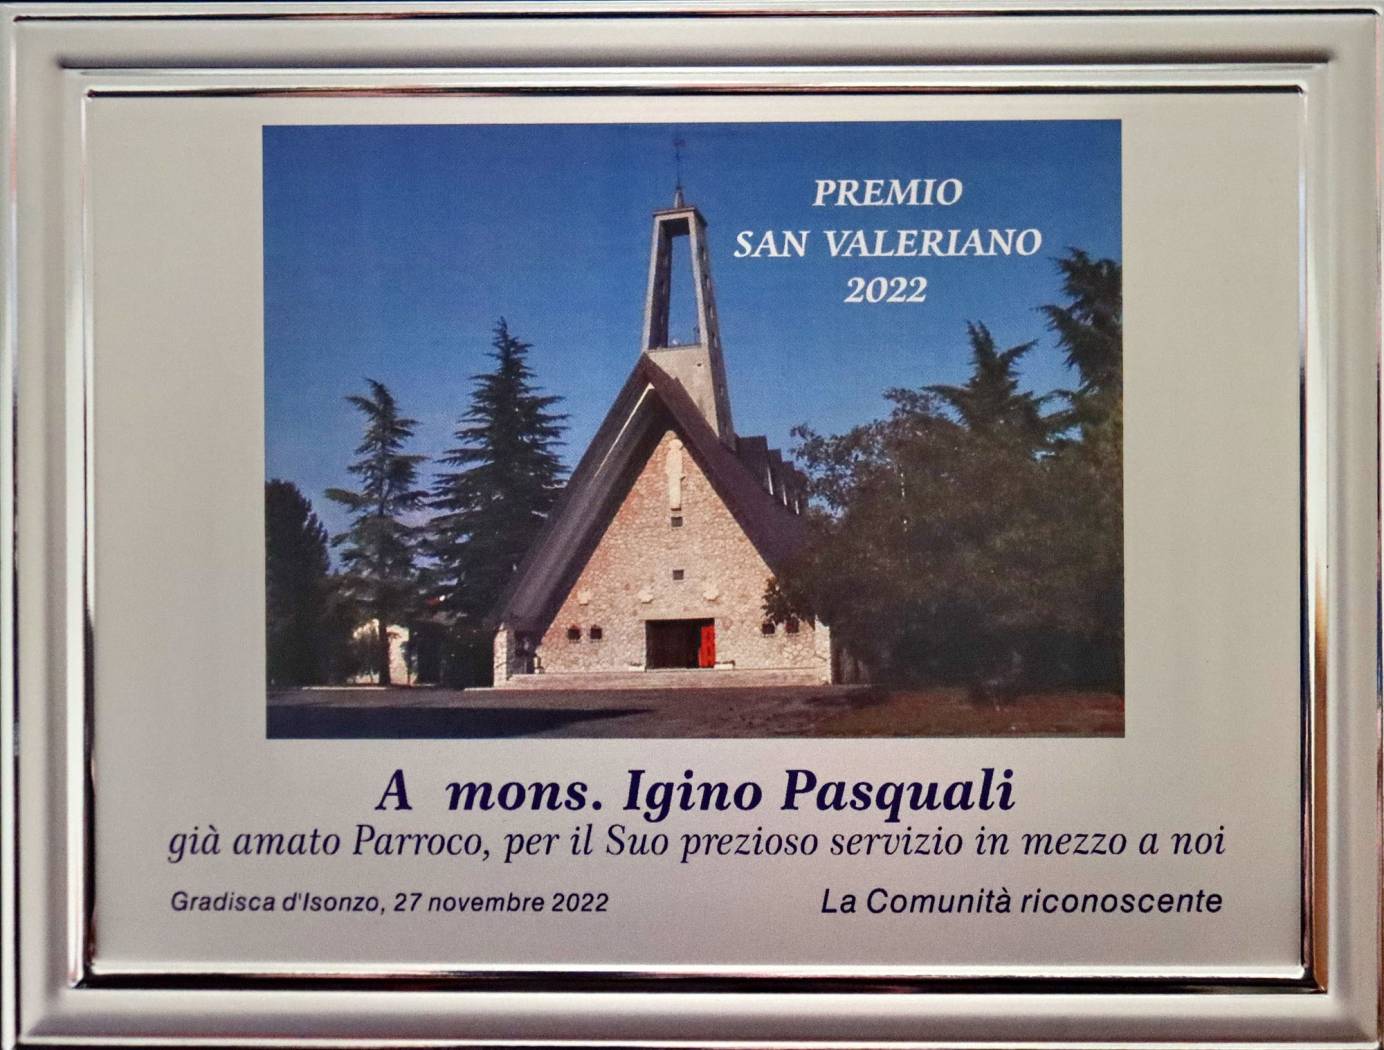 PREMIO
SAN VALERIANO
2022
A mons. Igino Pasquali
già amato Parroco, per il Suo prezioso servizio in mezzo a noi
Gradisca d'Isonzo, 27 novembre 2022
La Comunità riconoscente